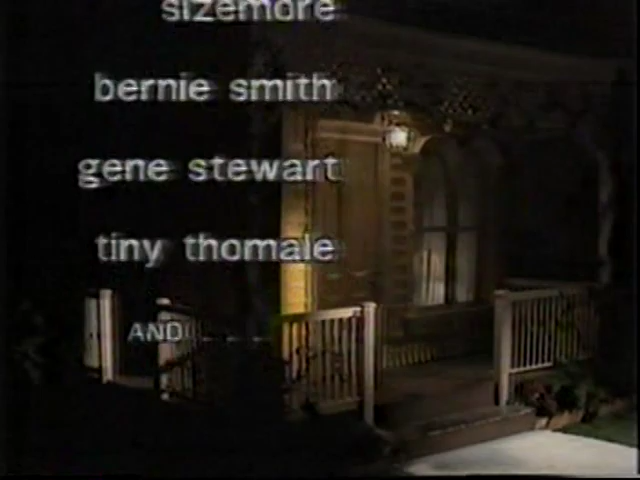 sizemore
bernie smith
gene stewart
tiny thomale
AND